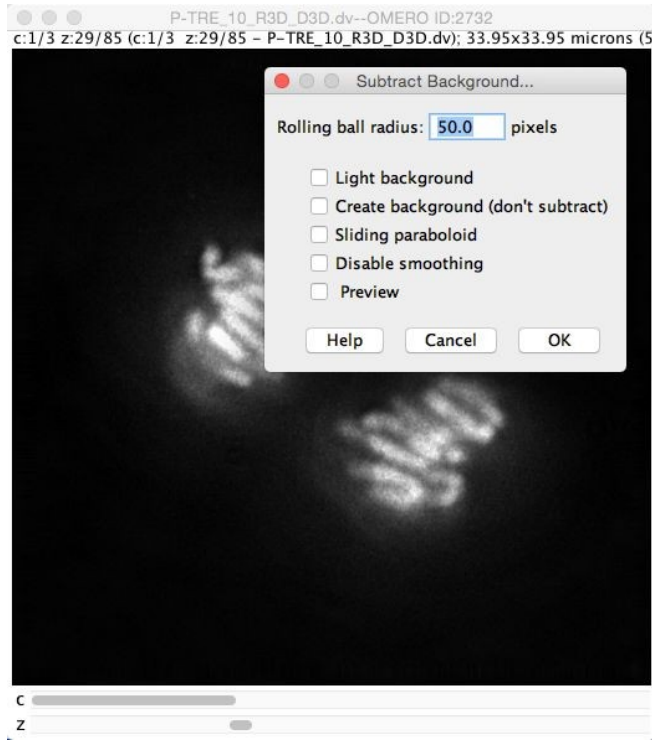 P-TRE_10_R3D_D3D.dv--OMERO ID:2732
c:1/3 z:29/85 (c:1/3 z:29/85 - P-TRE_10_R3D_D3D.dv); 33.95x33.95 microns (5
Subtract Background...
Rolling ball radius: 50.0 pixels
Light background
Create background (don't subtract)
Sliding paraboloid
Disable smoothing
Preview
Help Cancel OK
c
z